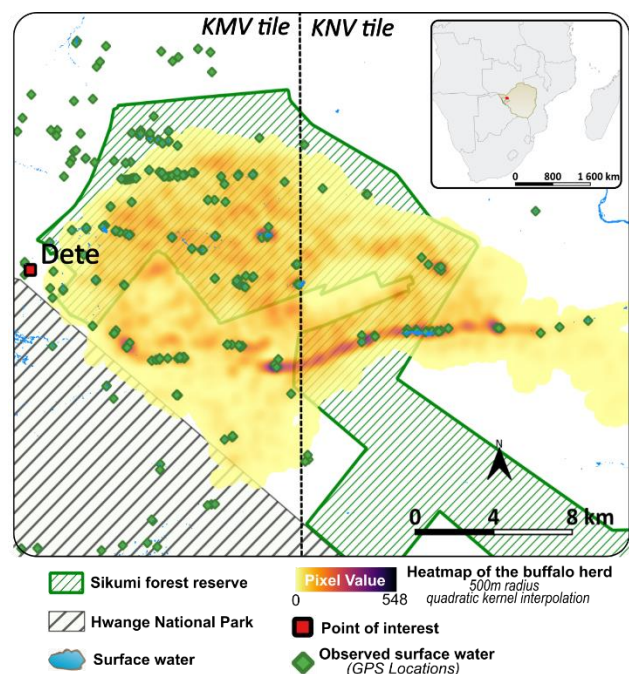 KMV tile KNV tile
0 800 1 600 km
Dete
N
0 4 8 km
Sikumi forest reserve
Hwange National Park
Surface water
Pixel Value
0 548
Heatmap of the buffalo herd
500m radius
quadratic kernel interpolation
Point of interest
Observed surface water
(GPS Locations)